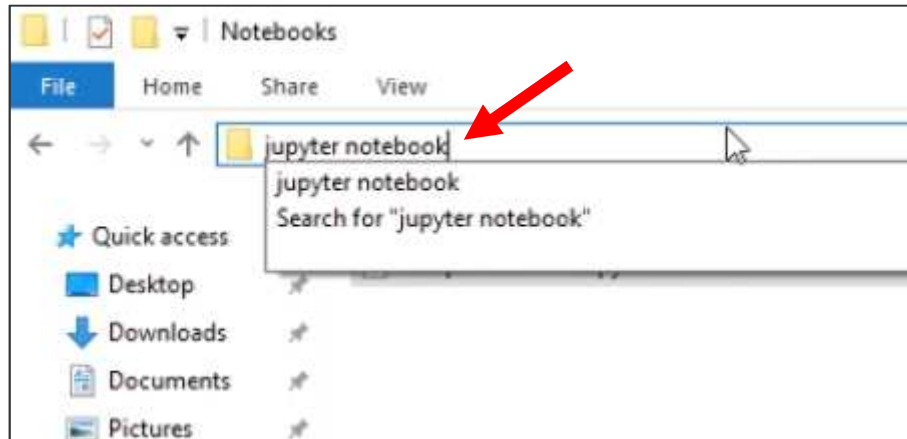 Notebooks
File Home Share View
jupyter notebook
jupyter notebook
Search for "jupyter notebook"
Quick access
Desktop
Downloads
Documents
Pictures